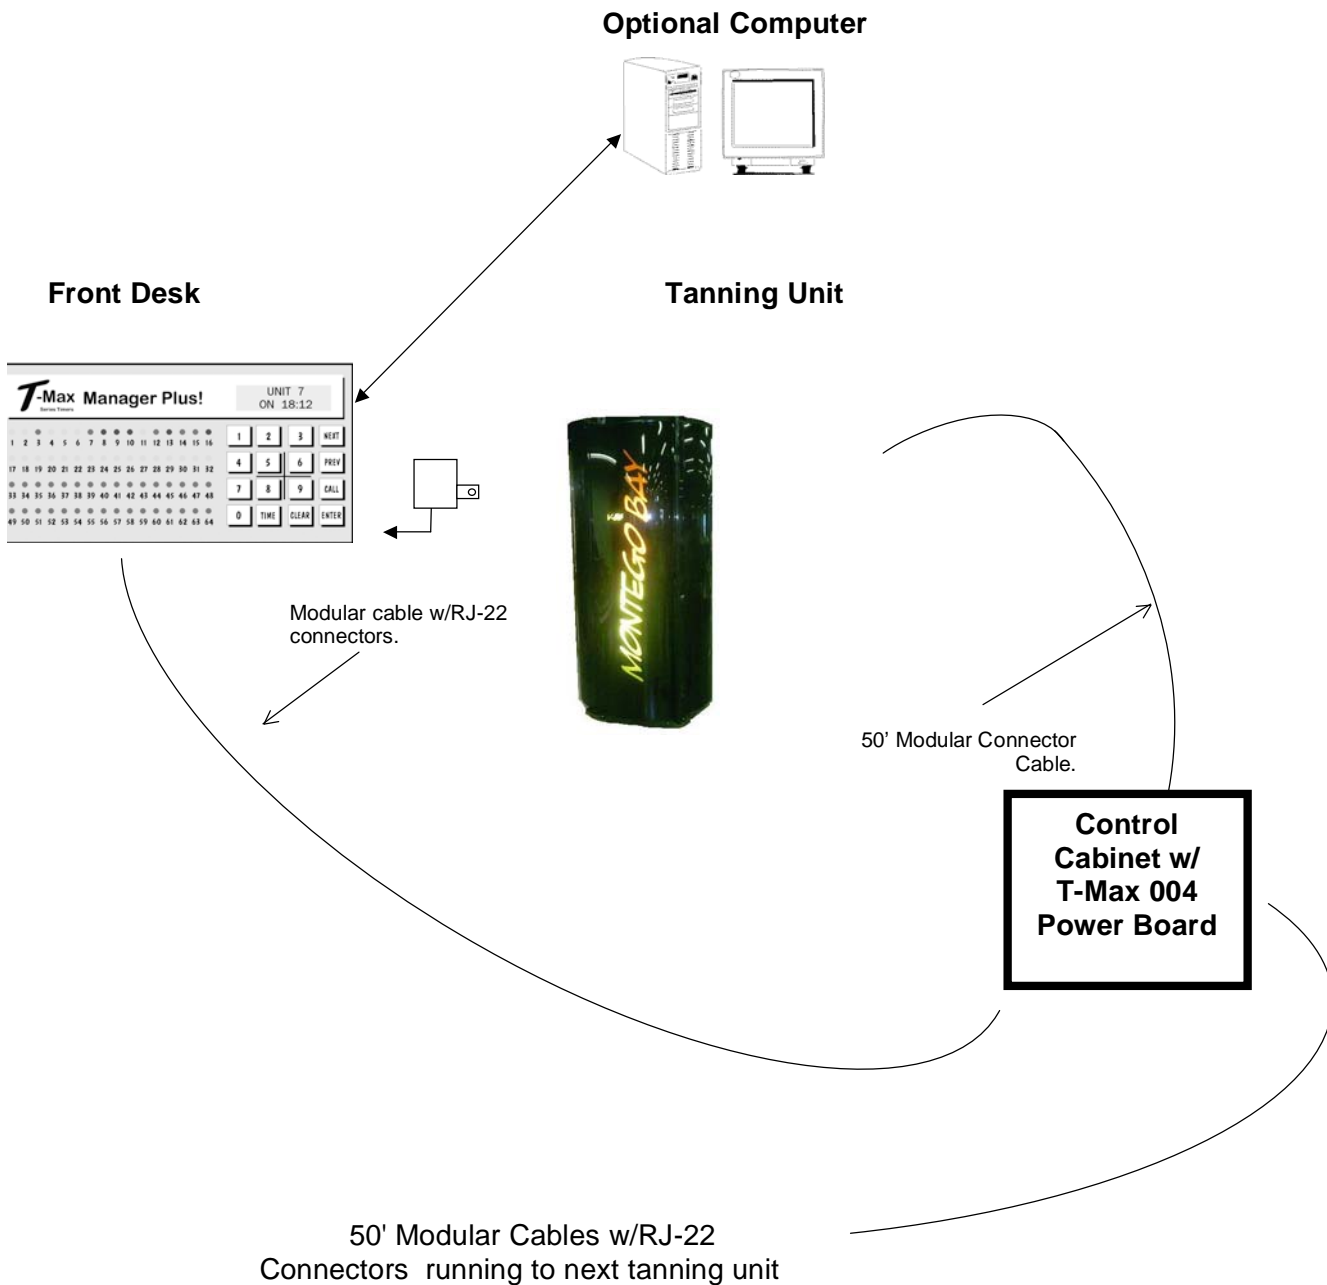 Optional Computer
Front Desk
Tanning Unit
T-Max Manager Plus!
Series Timers
UNIT 7
ON 18:12
1 2 3 4 5 6 7 8 9 10 11 12 13 14 15 16
17 18 19 20 21 22 23 24 25 26 27 28 29 30 31 32
33 34 35 36 37 38 39 40 41 42 43 44 45 46 47 48
49 50 51 52 53 54 55 56 57 58 59 60 61 62 63 64
1 2 3 NEXT
4 5 6 PREV
7 8 9 CALL
0 TIME CLEAR ENTER
MONTEGO BAY
Modular cable w/RJ-22
connectors.
50’ Modular Connector
Cable.
Control
Cabinet w/
T-Max 004
Power Board
50' Modular Cables w/RJ-22
Connectors running to next tanning unit